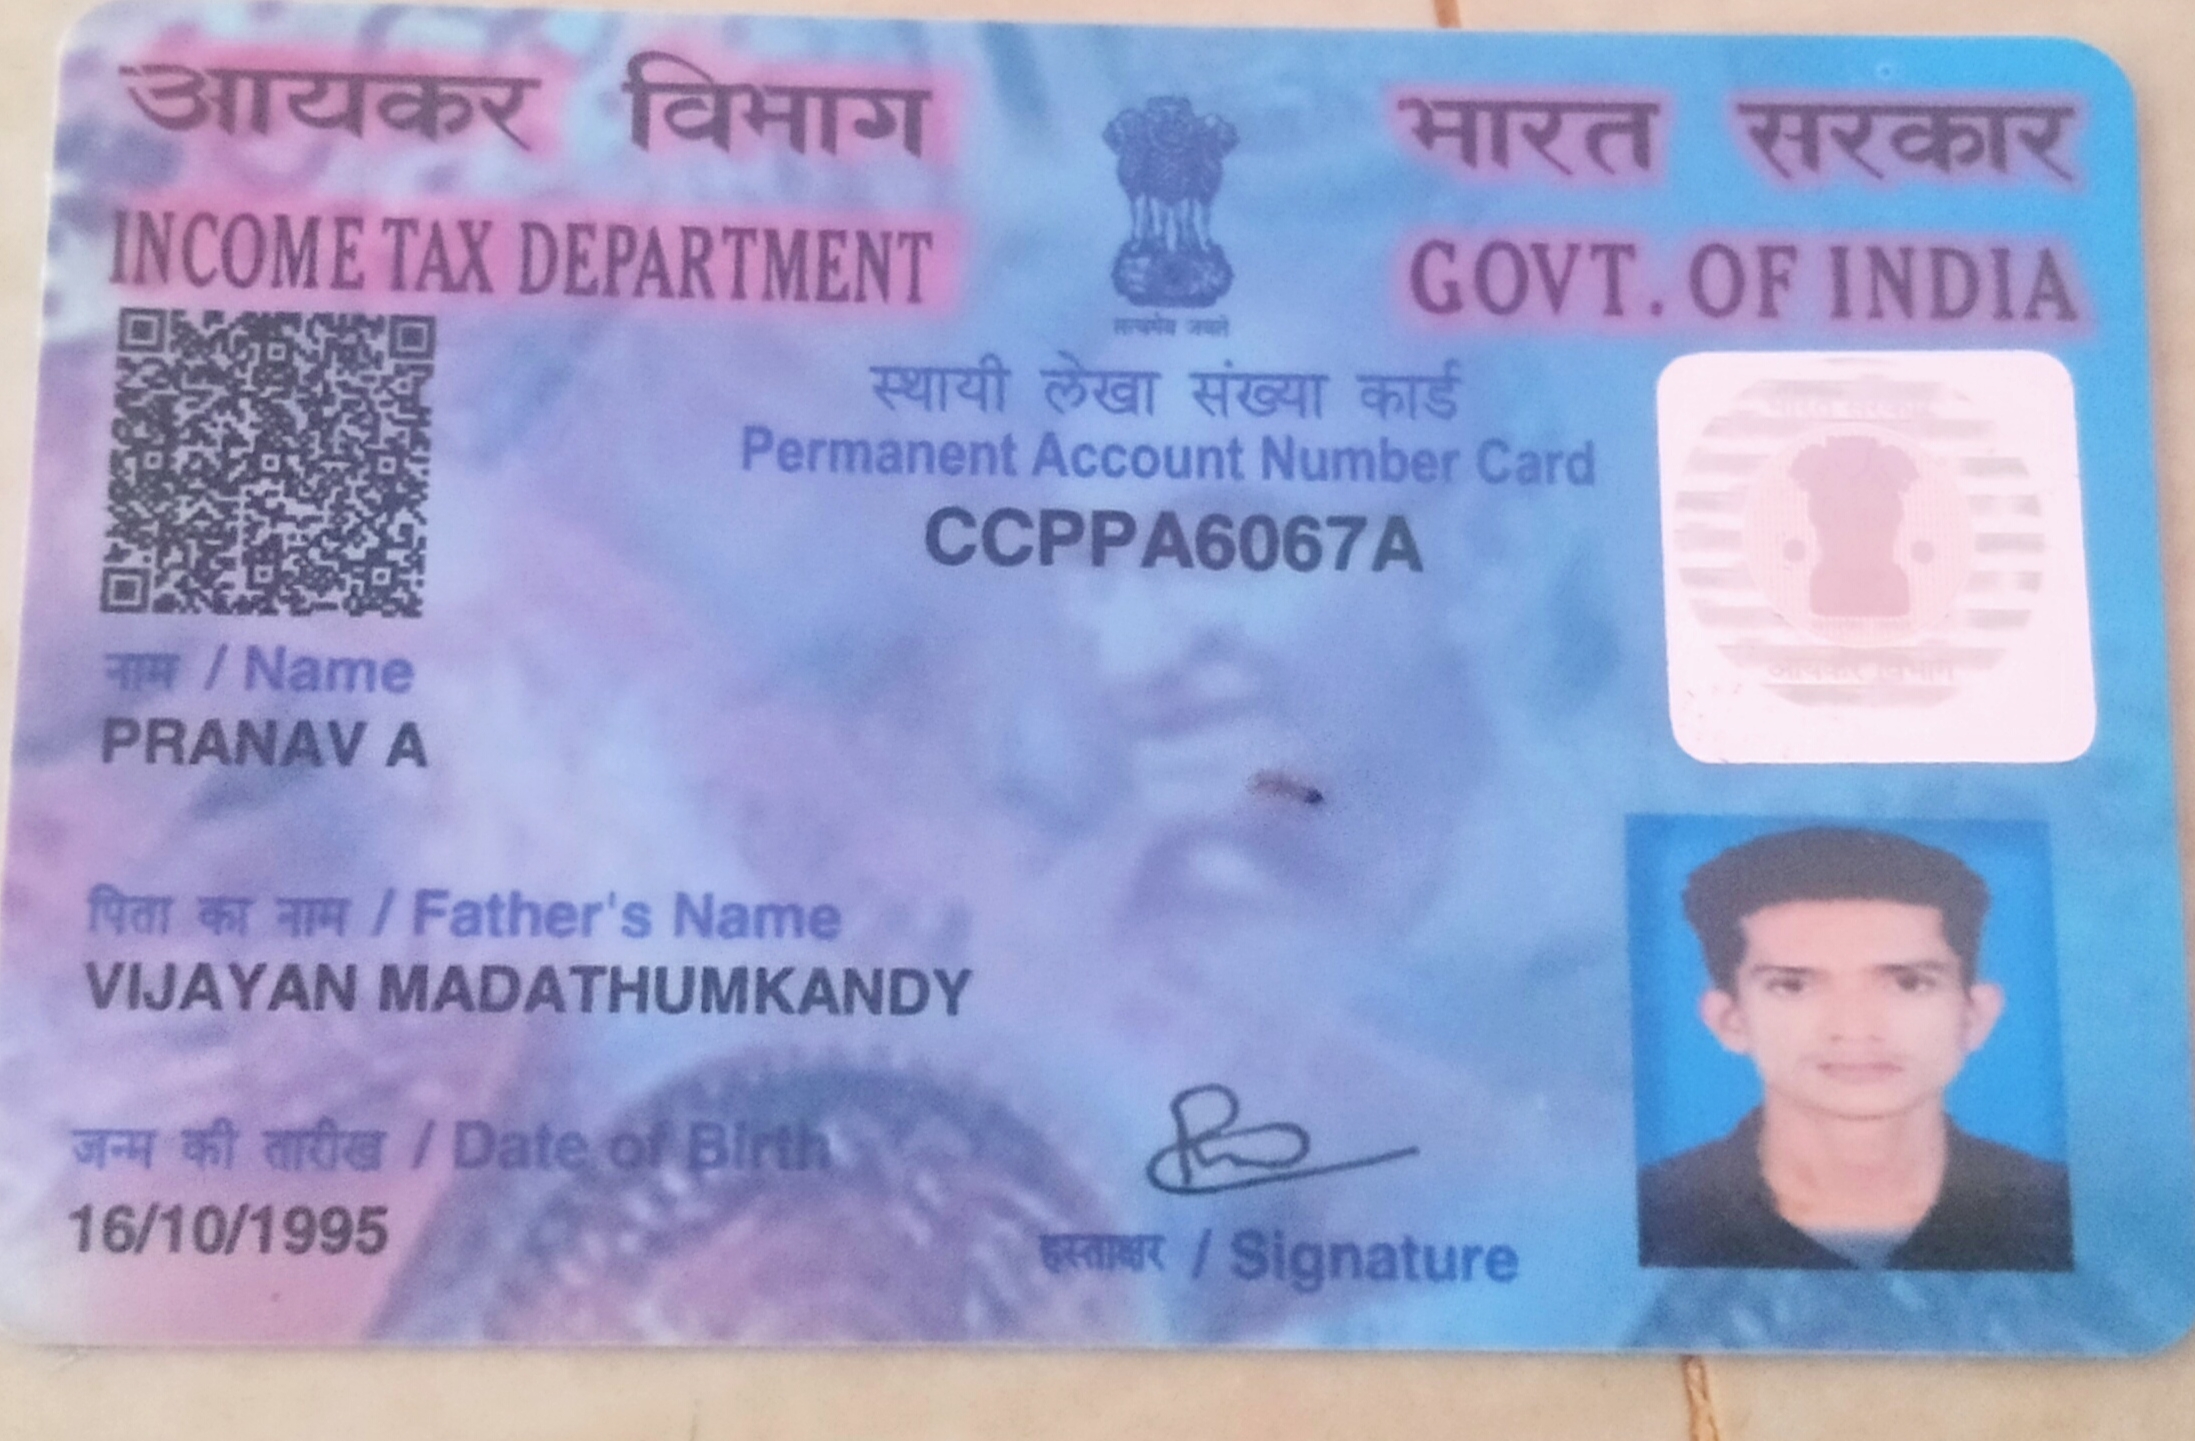 आयकर विभाग
INCOME TAX DEPARTMENT
भारत सरकार
GOVT. OF INDIA
सत्यमेव जयते
स्थायी लेखा संख्या कार्ड
Permanent Account Number Card
CCPPA6067A
नाम / Name
PRANAV A
पिता का नाम / Father's Name
VIJAYAN MADATHUMKANDY
जन्म की तारीख / Date of Birth
16/10/1995
हस्ताक्षर / Signature